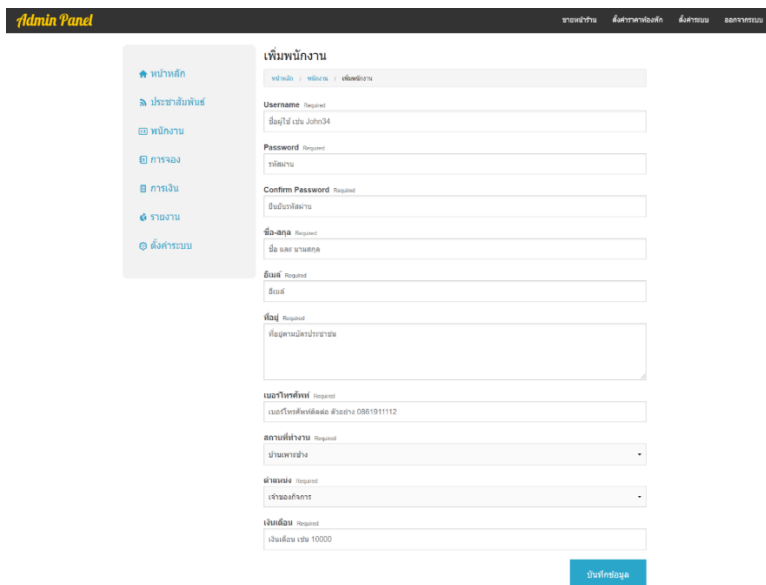 Admin Panel
ขายหน้าร้าน ตั้งค่าราคาห้องพัก ตั้งค่าระบบ ออกจากระบบ
หน้าหลัก
ประชาสัมพันธ์
พนักงาน
การจอง
การเงิน
รายงาน
ตั้งค่าระบบ
เพิ่มพนักงาน
หน้าหลัก / พนักงาน / เพิ่มพนักงาน
Username Required
ชื่อผู้ใช้ เช่น John34
Password Required
รหัสผ่าน
Confirm Password Required
ยืนยันรหัสผ่าน
ชื่อ-สกุล Required
ชื่อ และ นามสกุล
อีเมล์ Required
อีเมล์
ที่อยู่ Required
ที่อยู่ตามบัตรประชาชน
เบอร์โทรศัพท์ Required
เบอร์โทรศัพท์ติดต่อ ตัวอย่าง 0861911112
สถานที่ทำงาน Required
บ้านเพาะช่าง
ตำแหน่ง Required
เจ้าของกิจการ
เงินเดือน Required
เงินเดือน เช่น 10000
บันทึกข้อมูล